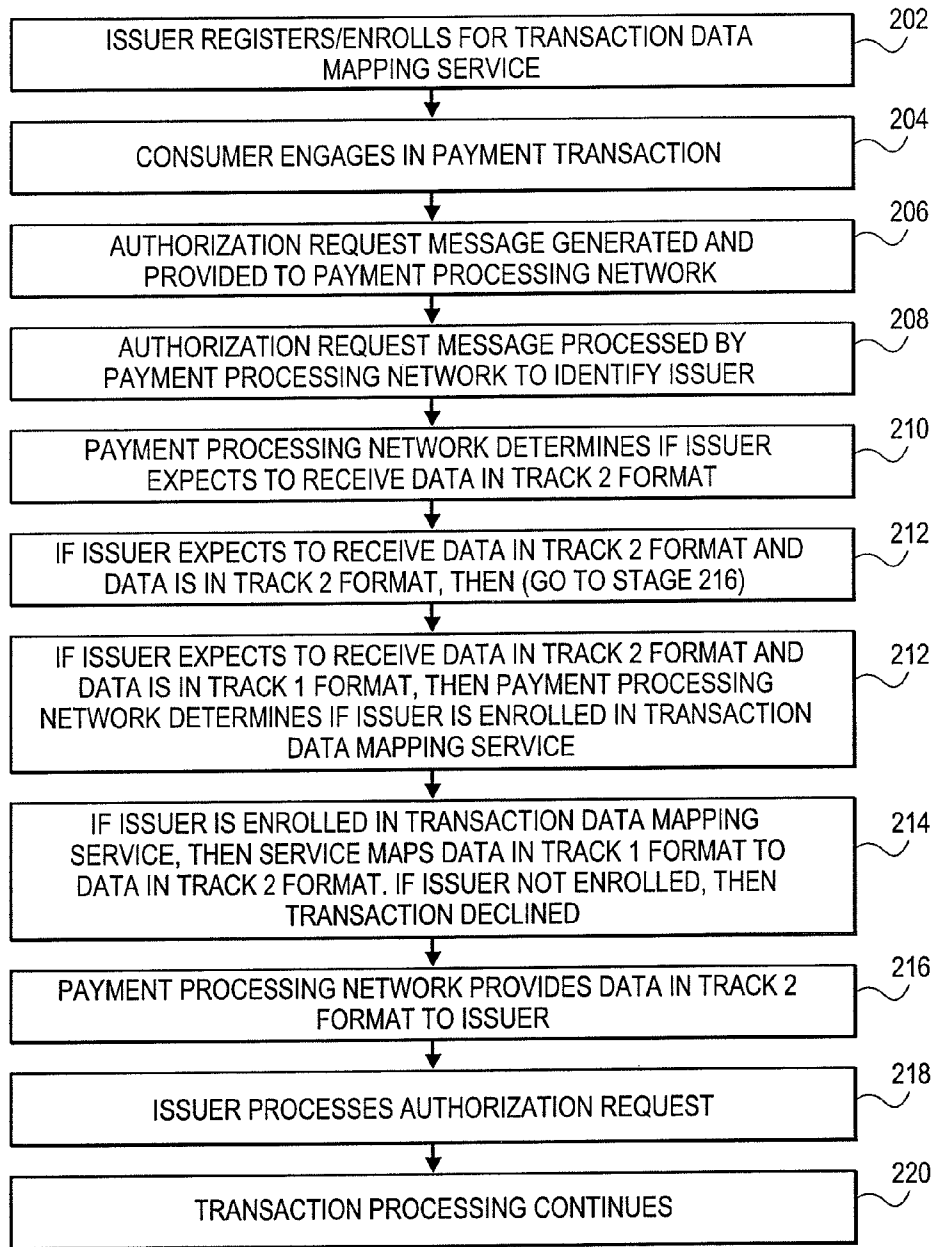 202
ISSUER REGISTERS/ENROLLS FOR TRANSACTION DATA
MAPPING SERVICE
204
CONSUMER ENGAGES IN PAYMENT TRANSACTION
206
AUTHORIZATION REQUEST MESSAGE GENERATED AND
PROVIDED TO PAYMENT PROCESSING NETWORK
208
AUTHORIZATION REQUEST MESSAGE PROCESSED BY
PAYMENT PROCESSING NETWORK TO IDENTIFY ISSUER
210
PAYMENT PROCESSING NETWORK DETERMINES IF ISSUER
EXPECTS TO RECEIVE DATA IN TRACK 2 FORMAT
212
IF ISSUER EXPECTS TO RECEIVE DATA IN TRACK 2 FORMAT AND
DATA IS IN TRACK 2 FORMAT, THEN (GO TO STAGE 216)
212
IF ISSUER EXPECTS TO RECEIVE DATA IN TRACK 2 FORMAT AND
DATA IS IN TRACK 1 FORMAT, THEN PAYMENT PROCESSING
NETWORK DETERMINES IF ISSUER IS ENROLLED IN TRANSACTION
DATA MAPPING SERVICE
214
IF ISSUER IS ENROLLED IN TRANSACTION DATA MAPPING
SERVICE, THEN SERVICE MAPS DATA IN TRACK 1 FORMAT TO
DATA IN TRACK 2 FORMAT. IF ISSUER NOT ENROLLED, THEN
TRANSACTION DECLINED
216
PAYMENT PROCESSING NETWORK PROVIDES DATA IN TRACK 2
FORMAT TO ISSUER
218
ISSUER PROCESSES AUTHORIZATION REQUEST
220
TRANSACTION PROCESSING CONTINUES